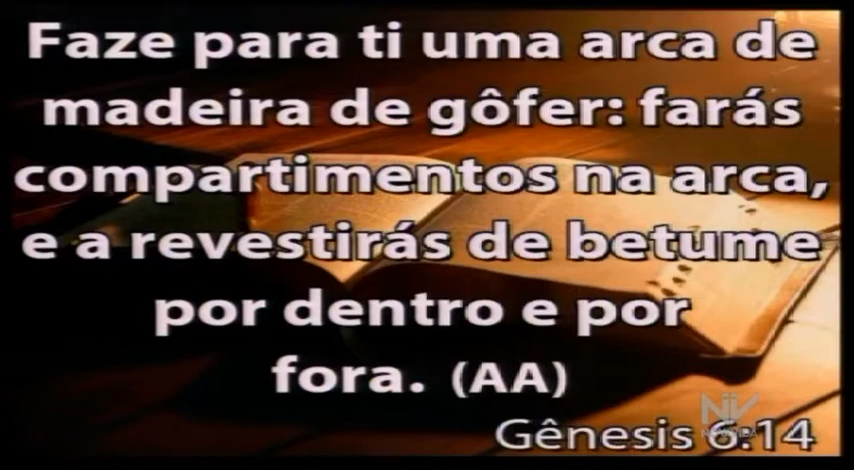 Faze para ti uma arca de
madeira de gôfer: farás
compartimentos na arca,
e a revestirás de betume
por dentro e por
fora. (AA)
Gênesis 6:14